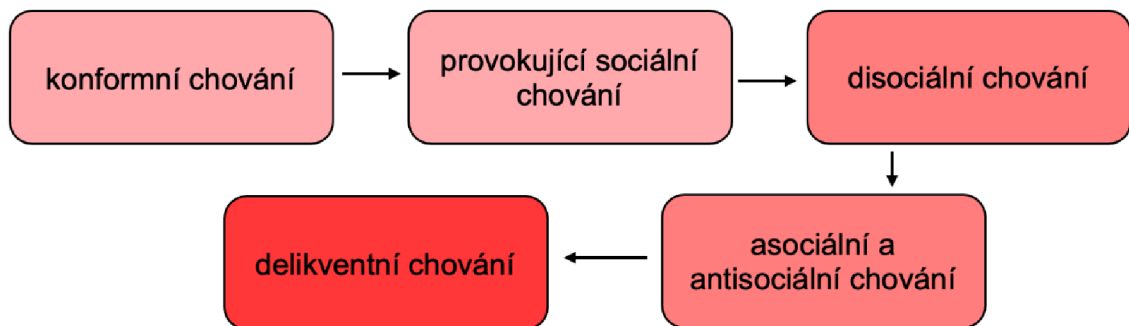 konformní chování
provokující sociální
chování
disociální chování
asociální a
antisociální chování
delikventní chování